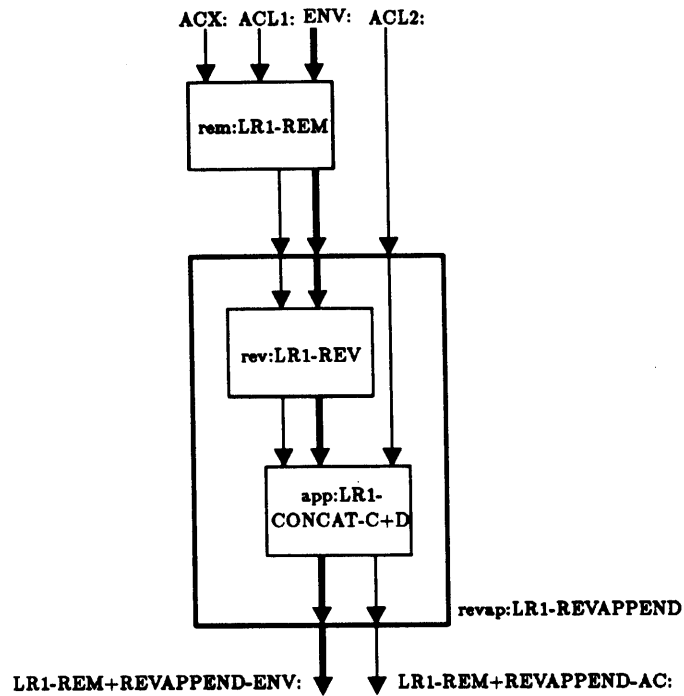 ACX: ACL1: ENV: ACL2:
rem:LR1-REM
rev:LR1-REV
app:LR1-
CONCAT-C+D
revap:LR1-REVAPPEND
LR1-REM+REVAPPEND-ENV: LR1-REM+REVAPPEND-AC: